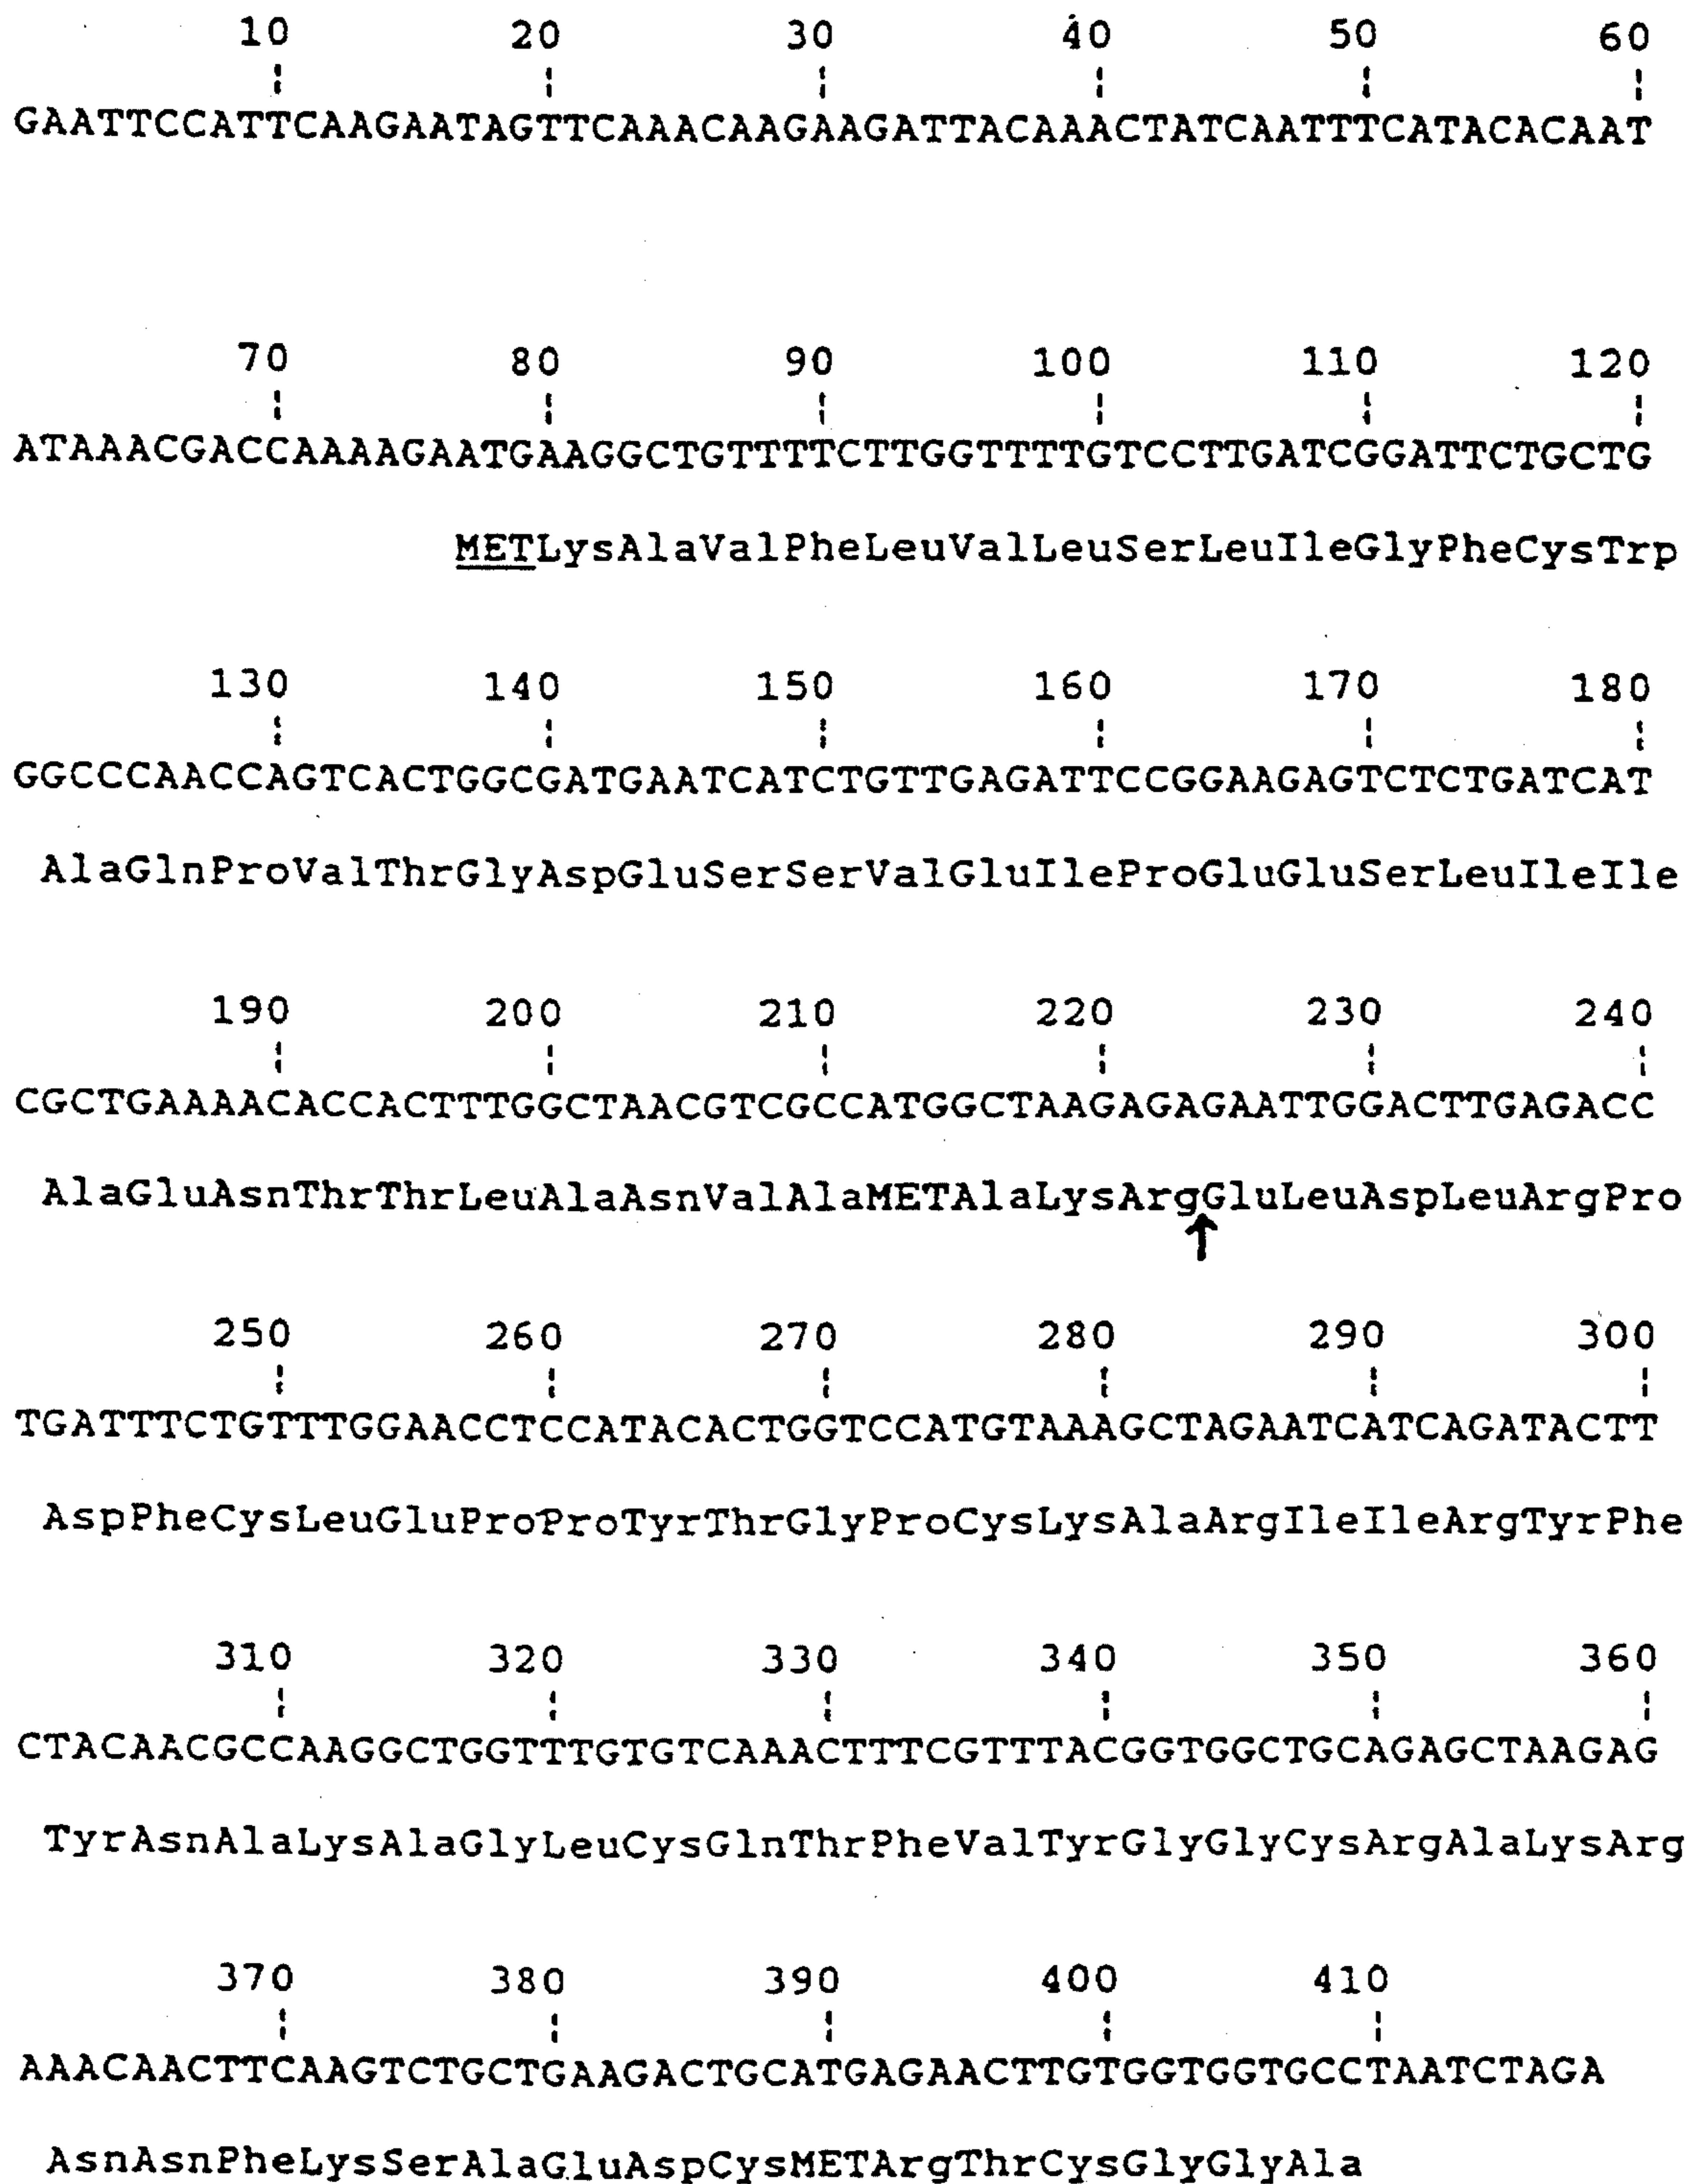 10 20 30 40 50 60
GAATTCCATTCAAGAATAGTTCAAACAAGAAGATTACAAACTATCAATTTCATACACAAT
70 80 90 100 110 120
ATAAACGACCAAAAGAATGAAGGCTGTTTTCTTGGTTTTGTCCTTGATCGGATTCTGCTG
METLysAlaValPheLeuValLeuSerLeuIleGlyPheCysTrp
130 140 150 160 170 180
GGCCCAACCAGTCACTGGCGATGAATCATCTGTTGAGATTCCGGAAGAGTCTCTGATCAT
AlaGlnProValThrGlyAspGluSerSerValGluIleProGluGluSerLeuIleIle
190 200 210 220 230 240
CGCTGAAAACACCACTTTGGCTAACGTCGCCATGGCTAAGAGAGAATTGGACTTGAGACC
AlaGluAsnThrThrLeuAlaAsnValAlaMETAlaLysArgGluLeuAspLeuArgPro
↑
250 260 270 280 290 300
TGATTTCTGTTTGGAACCTCCATACACTGGTCCATGTAAAGCTAGAATCATCAGATACTT
AspPheCysLeuGluProProTyrThrGlyProCysLysAlaArgIleIleArgTyrPhe
310 320 330 340 350 360
CTACAACGCCAAGGCTGGTTTGTGTCAAACTTTCGTTTACGGTGGCTGCAGAGCTAAGAG
TyrAsnAlaLysAlaGlyLeuCysGlnThrPheValTyrGlyGlyCysArgAlaLysArg
370 380 390 400 410
AAACAACTTCAAGTCTGCTGAAGACTGCATGAGAACTTGTGGTGGTGCCTAATCTAGA
AsnAsnPheLysSerAlaGluAspCysMETArgThrCysGlyGlyAla